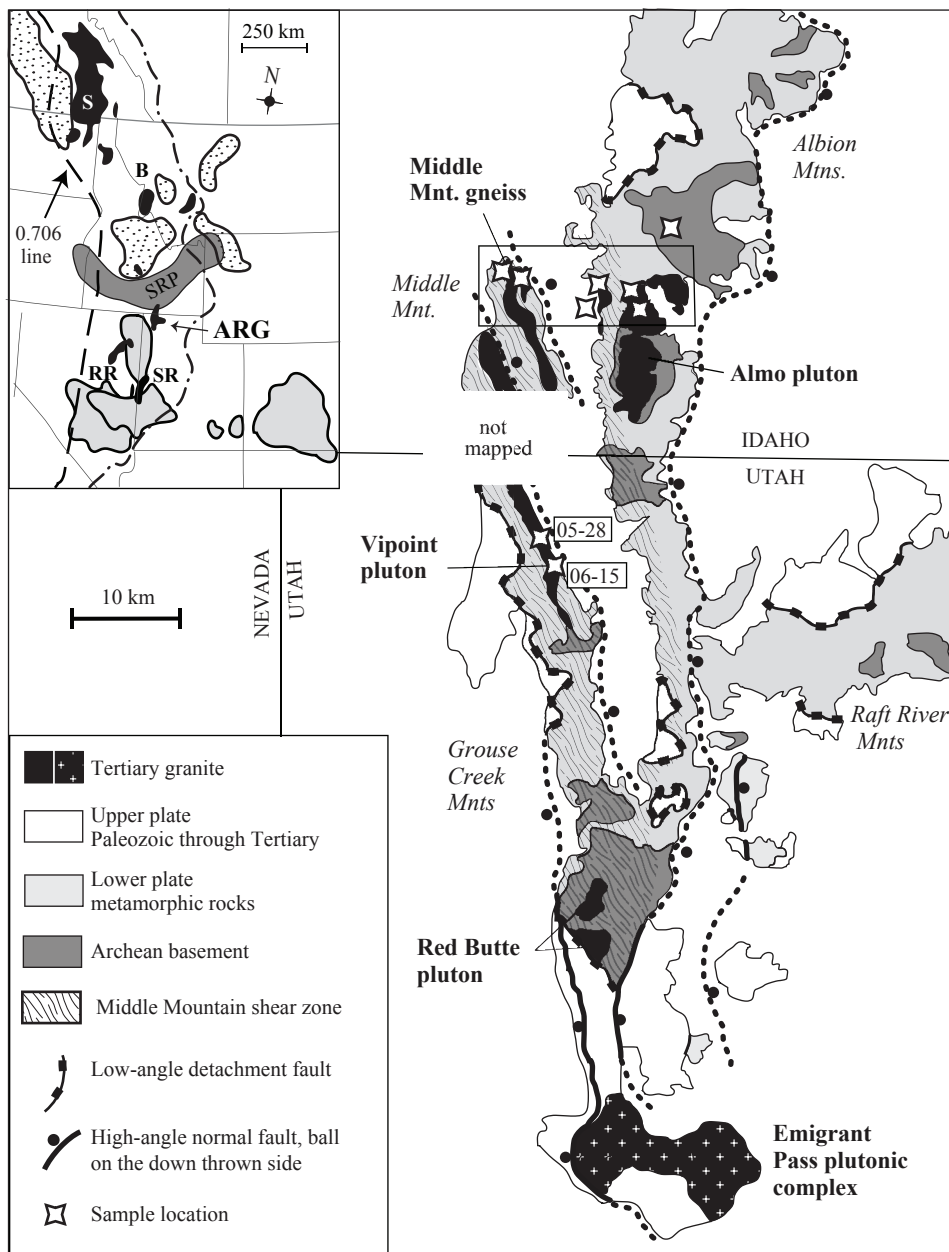 250 km
N
S
B
0.706
line
SRP
ARG
RR
SR
Albion
Mtns.
Middle
Mnt. gneiss
Middle
Mnt.
Almo pluton
not
mapped
IDAHO
UTAH
05-28
Vipoint
pluton
06-15
NEVADA
UTAH
10 km
Raft River
Mnts
Grouse
Creek
Mnts
Tertiary granite
Upper plate
Paleozoic through Tertiary
Lower plate
metamorphic rocks
Archean basement
Middle Mountain shear zone
Low-angle detachment fault
High-angle normal fault, ball
on the down thrown side
Sample location
Red Butte
pluton
Emigrant
Pass plutonic
complex